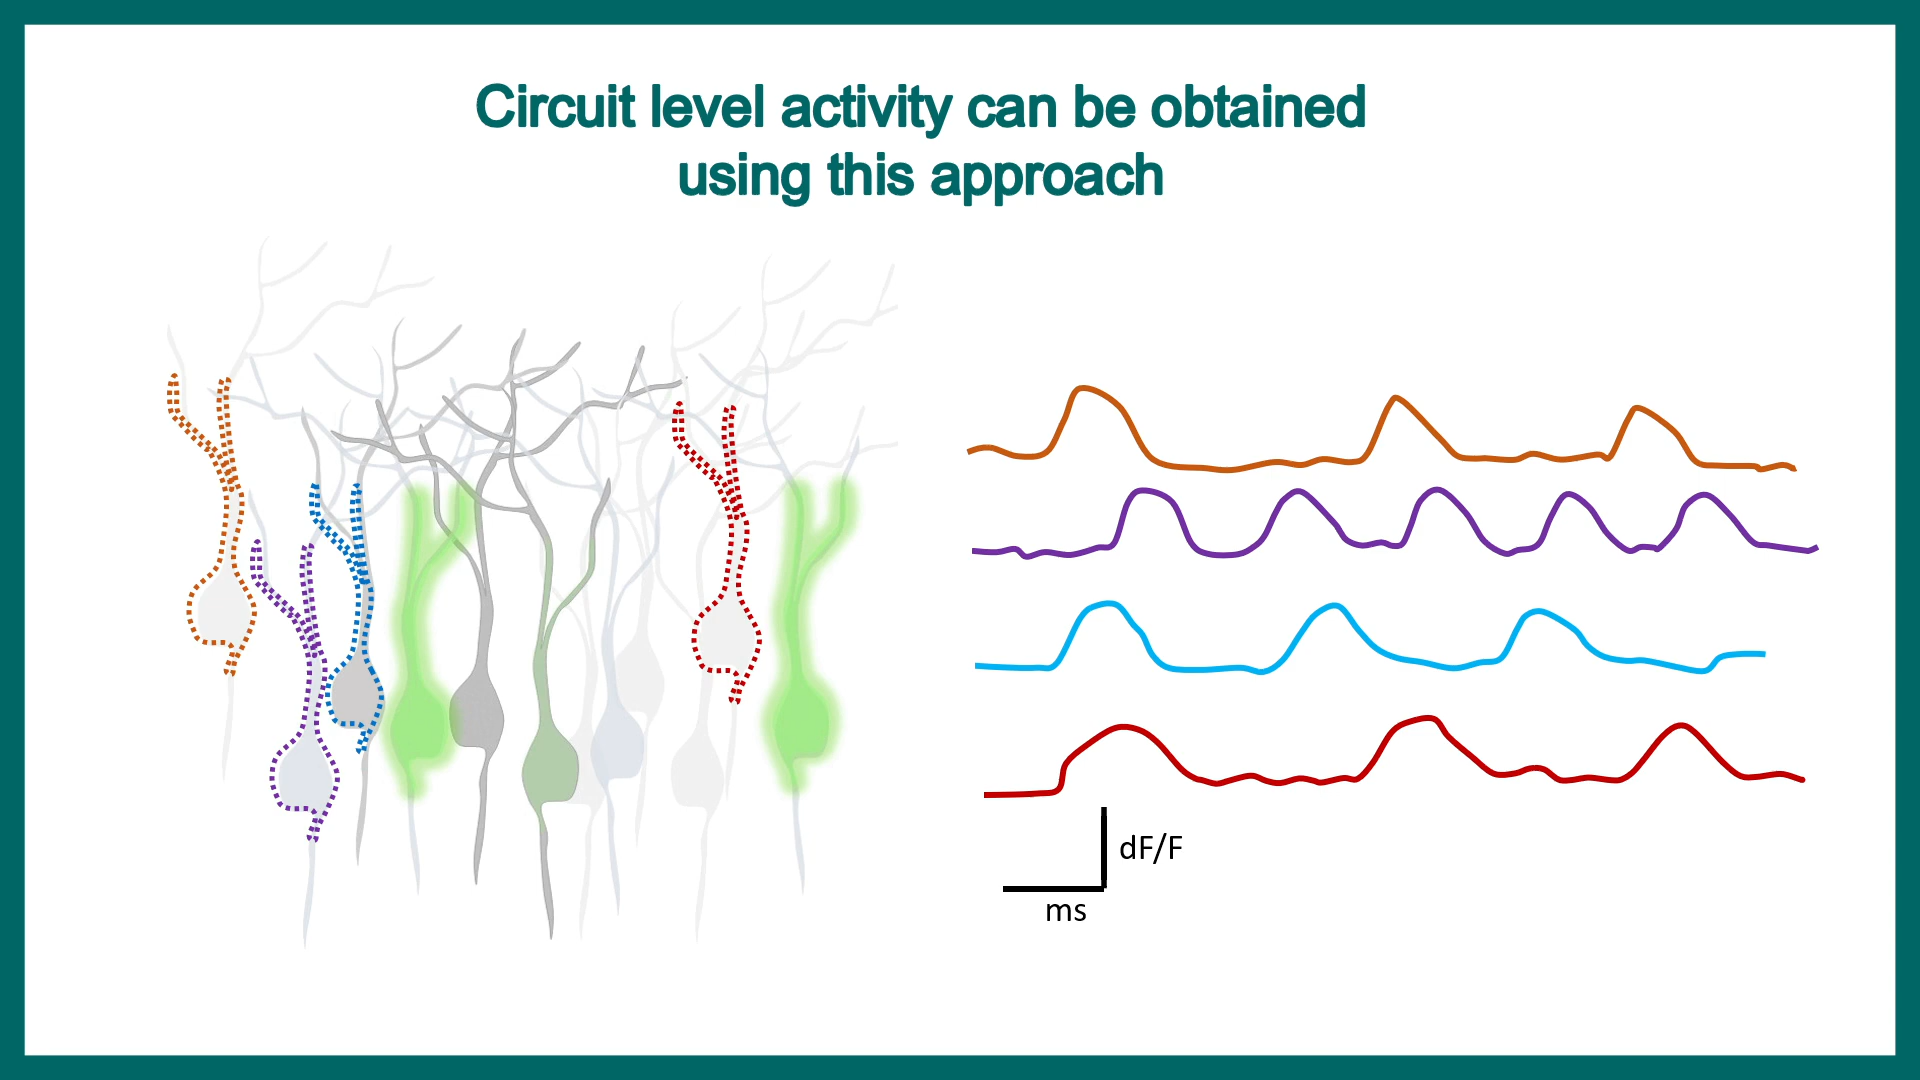 Circuit level activity can be obtained
using this approach
dF/F
ms